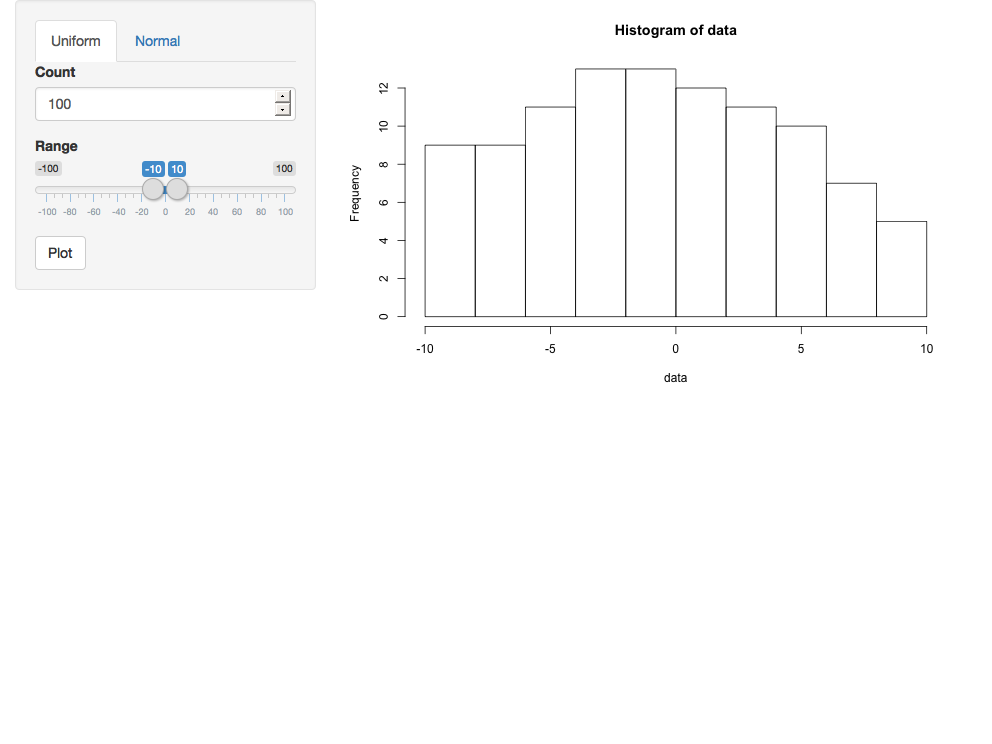 Uniform Normal
Count
100
Range
-100 -10 10 100
-100 -80 -60 -40 -20 0 20 40 60 80 100
Plot
Histogram of data
Frequency
12
10
8
6
4
2
0
-10 -5 0 5 10
data